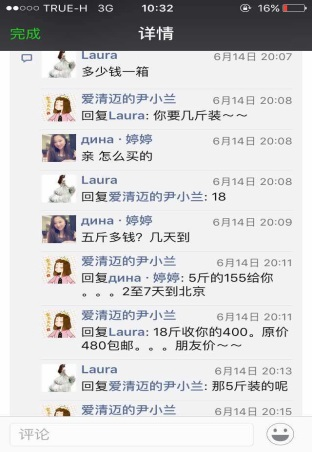 TRUE-H 3G 10:32 16%
完成 详情
Laura 6月14日 20:07
多少钱一箱
爱清迈的尹小兰 6月14日 20:08
回复Laura: 你要几斤装～～
дина · 婷婷 6月14日 20:08
亲 怎么买的
Laura 6月14日 20:08
回复爱清迈的尹小兰: 18
дина · 婷婷 6月14日 20:09
五斤多钱？几天到
爱清迈的尹小兰 6月14日 20:11
回复дина · 婷婷: 5斤的155给你
。。。2至7天到北京
爱清迈的尹小兰 6月14日 20:11
回复Laura: 18斤收你的400。原价
480包邮。。。朋友价～～
Laura 6月14日 20:13
回复爱清迈的尹小兰: 那5斤装的呢
爱清迈的尹小兰 6月14日 20:15
评论